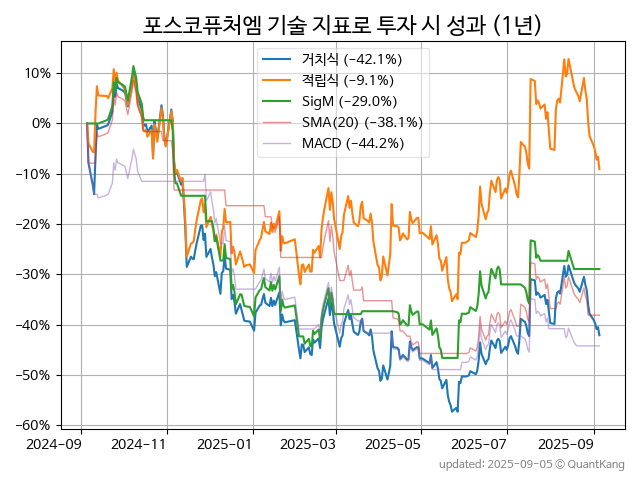 포스코퓨처엠 기술 지표로 투자 시 성과 (1년)
거치식 (−42.1%)
적립식 (−9.1%)
SigM (−29.0%)
SMA(20) (−38.1%)
MACD (−44.2%)
10%
0%
−10%
−20%
−30%
−40%
−50%
−60%
2024-09 2024-11 2025-01 2025-03 2025-05 2025-07 2025-09
updated: 2025-09-05 © QuantKang